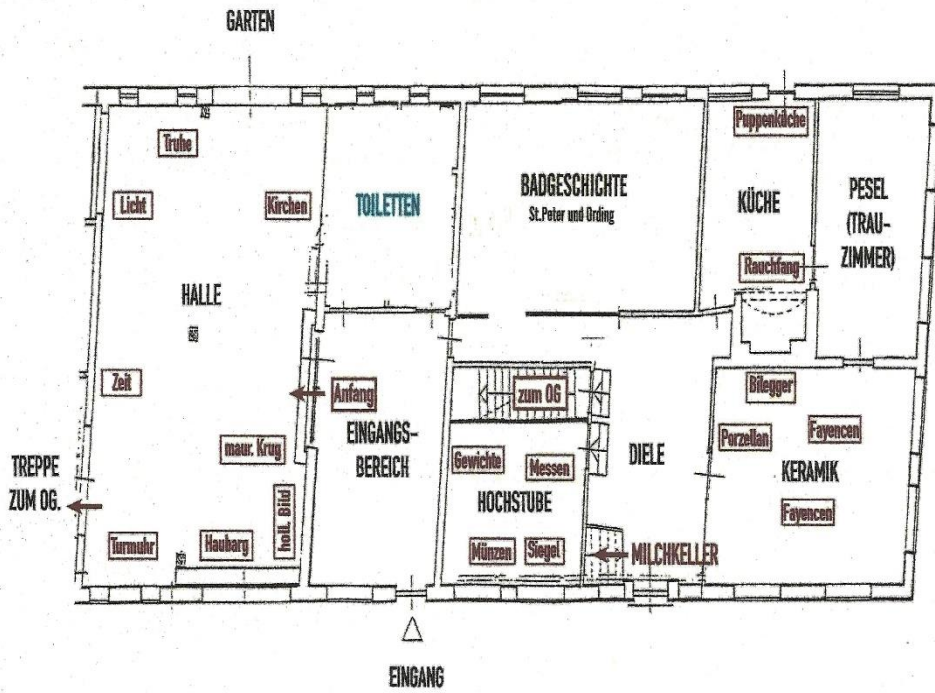 GARTEN
Truhe
Licht
Kirchen
HALLE
Zeit
Anfang
maur. Krug
holl. Bild
Turmuhr
Haubarg
TREPPE
ZUM OG.
TOILETTEN
EINGANGS-
BEREICH
EINGANG
BADGESCHICHTE
St.Peter und Ording
zum OG
Gewichte
Messen
HOCHSTUBE
Münzen
Siegel
DIELE
MILCHKELLER
Puppenküche
KÜCHE
Rauchfang
PESEL
(TRAU-
ZIMMER)
Bilegger
Porzellan
Fayencen
KERAMIK
Fayencen